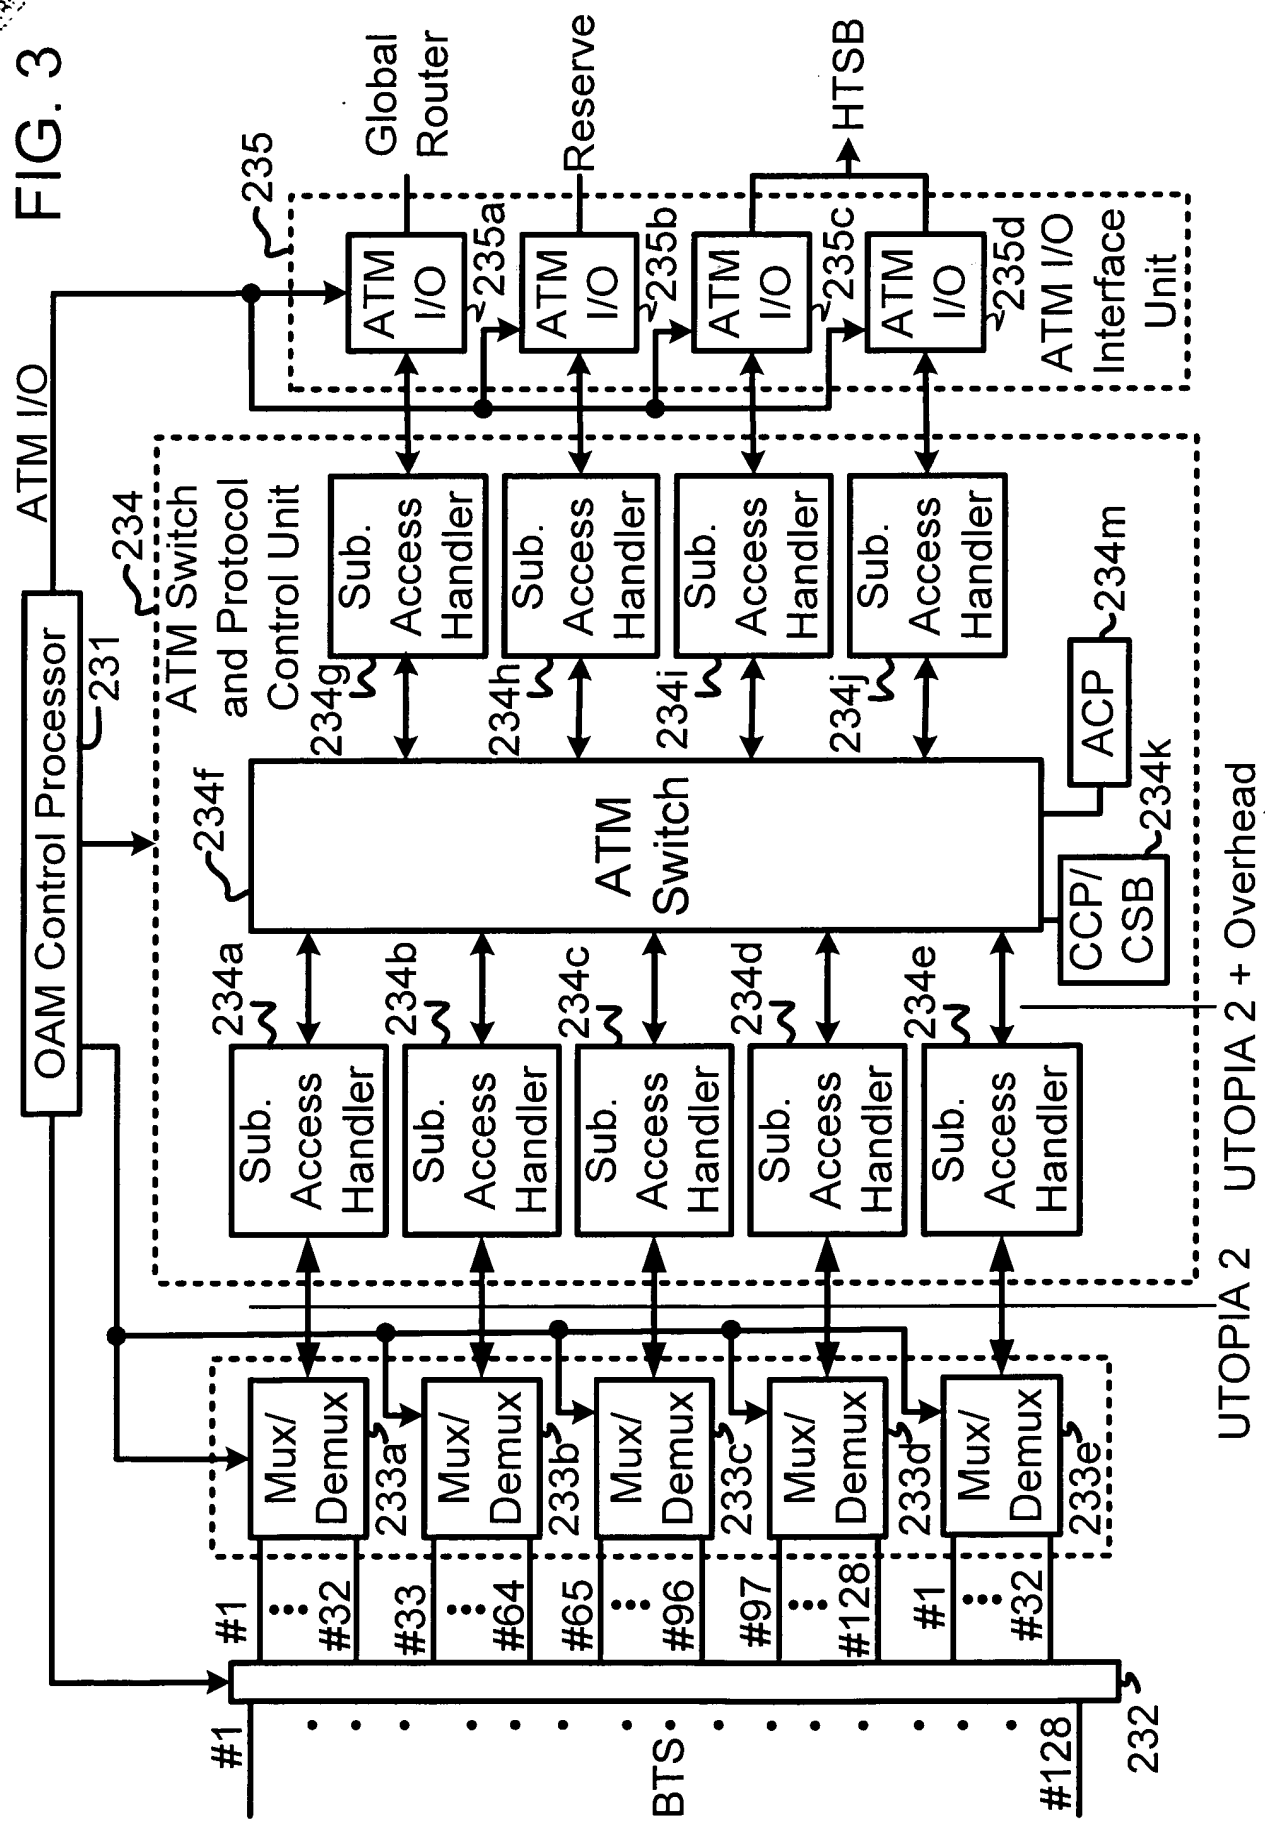 FIG. 3
ATM I/O
OAM Control Processor
231
234
ATM Switch
and Protocol
Control Unit
235
Global
Router
Reserve
HTSB
ATM
I/O
235a
ATM
I/O
235b
ATM
I/O
235c
ATM
I/O
235d
ATM I/O
Interface
Unit
Sub.
Access
Handler
234g
Sub.
Access
Handler
234h
Sub.
Access
Handler
234i
Sub.
Access
Handler
234j
234f
ATM
Switch
ACP
234m
CCP/
CSB
234k
234a
Sub.
Access
Handler
234b
Sub.
Access
Handler
234c
Sub.
Access
Handler
234d
Sub.
Access
Handler
234e
Sub.
Access
Handler
UTOPIA 2
UTOPIA 2 + Overhead
Mux/
Demux
233a
Mux/
Demux
233b
Mux/
Demux
233c
Mux/
Demux
233d
Mux/
Demux
233e
#1
#32
#33
#64
#65
#96
#97
#128
#1
#32
#1
BTS
#128
232